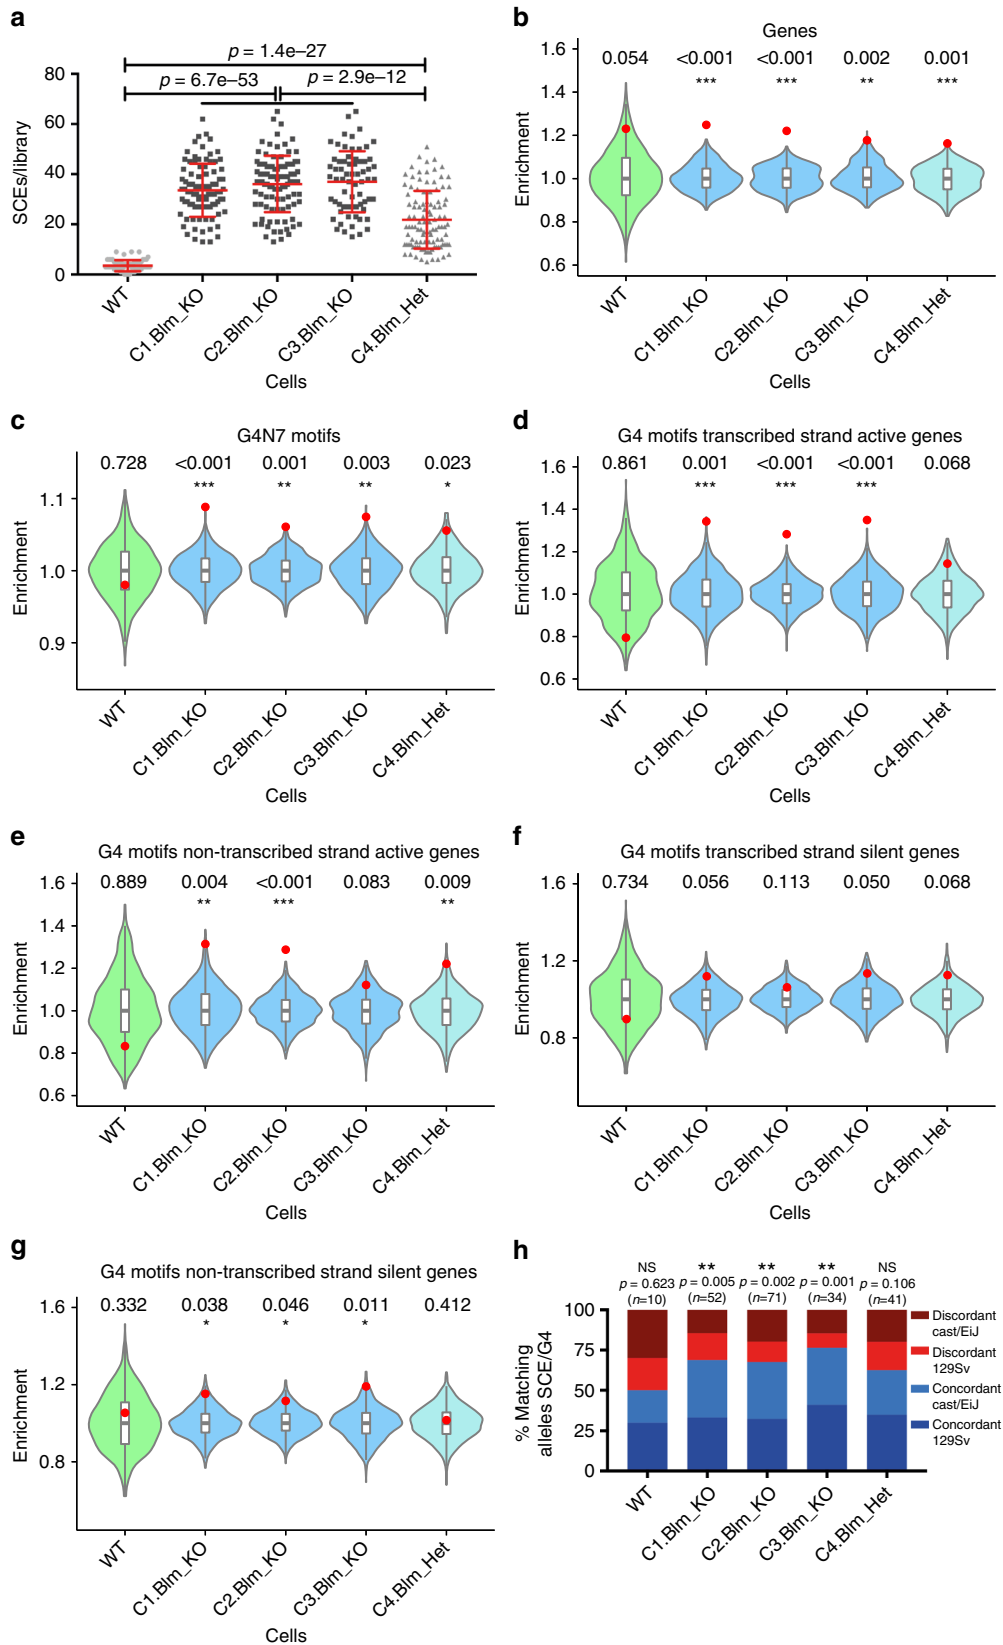 a
p = 1.4e–27
p = 6.7e–53 p = 2.9e–12
80
60
40
20
0
SCEs/library
WT C1.Blm_KO C2.Blm_KO C3.Blm_KO C4.Blm_Het
Cells
b
Genes
0.054 <0.001 <0.001 0.002 0.001
*** *** ** ***
1.6
1.4
1.2
1.0
0.8
0.6
Enrichment
WT C1.Blm_KO C2.Blm_KO C3.Blm_KO C4.Blm_Het
Cells
c
G4N7 motifs
0.728 <0.001 0.001 0.003 0.023
*** ** ** *
1.1
1.0
0.9
Enrichment
WT C1.Blm_KO C2.Blm_KO C3.Blm_KO C4.Blm_Het
Cells
d
G4 motifs transcribed strand active genes
0.861 0.001 <0.001 <0.001 0.068
*** *** ***
1.6
1.4
1.2
1.0
0.8
0.6
Enrichment
WT C1.Blm_KO C2.Blm_KO C3.Blm_KO C4.Blm_Het
Cells
e
G4 motifs non-transcribed strand active genes
0.889 0.004 <0.001 0.083 0.009
** *** **
1.6
1.4
1.2
1.0
0.8
0.6
Enrichment
WT C1.Blm_KO C2.Blm_KO C3.Blm_KO C4.Blm_Het
Cells
f
G4 motifs transcribed strand silent genes
0.734 0.056 0.113 0.050 0.068
1.6
1.2
0.8
Enrichment
WT C1.Blm_KO C2.Blm_KO C3.Blm_KO C4.Blm_Het
Cells
g
G4 motifs non-transcribed strand silent genes
0.332 0.038 0.046 0.011 0.412
* * *
1.6
1.2
0.8
Enrichment
WT C1.Blm_KO C2.Blm_KO C3.Blm_KO C4.Blm_Het
Cells
h
NS ** ** ** NS
p = 0.623 p = 0.005 p = 0.002 p = 0.001 p = 0.106
(n=10) (n=52) (n=71) (n=34) (n=41)
100
75
50
25
0
% Matching
alleles SCE/G4
Discordant
cast/EiJ
Discordant
129Sv
Concordant
cast/EiJ
Concordant
129Sv
WT C1.Blm_KO C2.Blm_KO C3.Blm_KO C4.Blm_Het